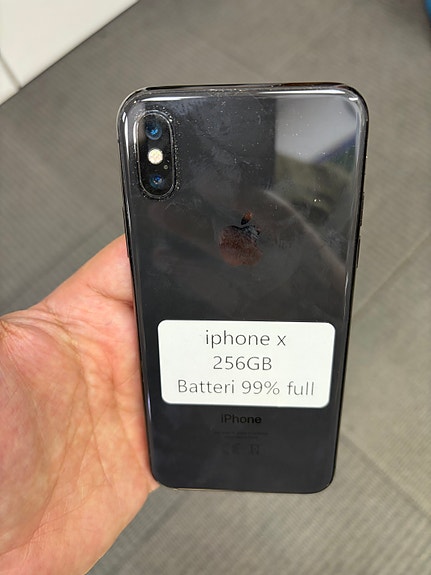 iphone x
256GB
Batteri 99% full
iPhone